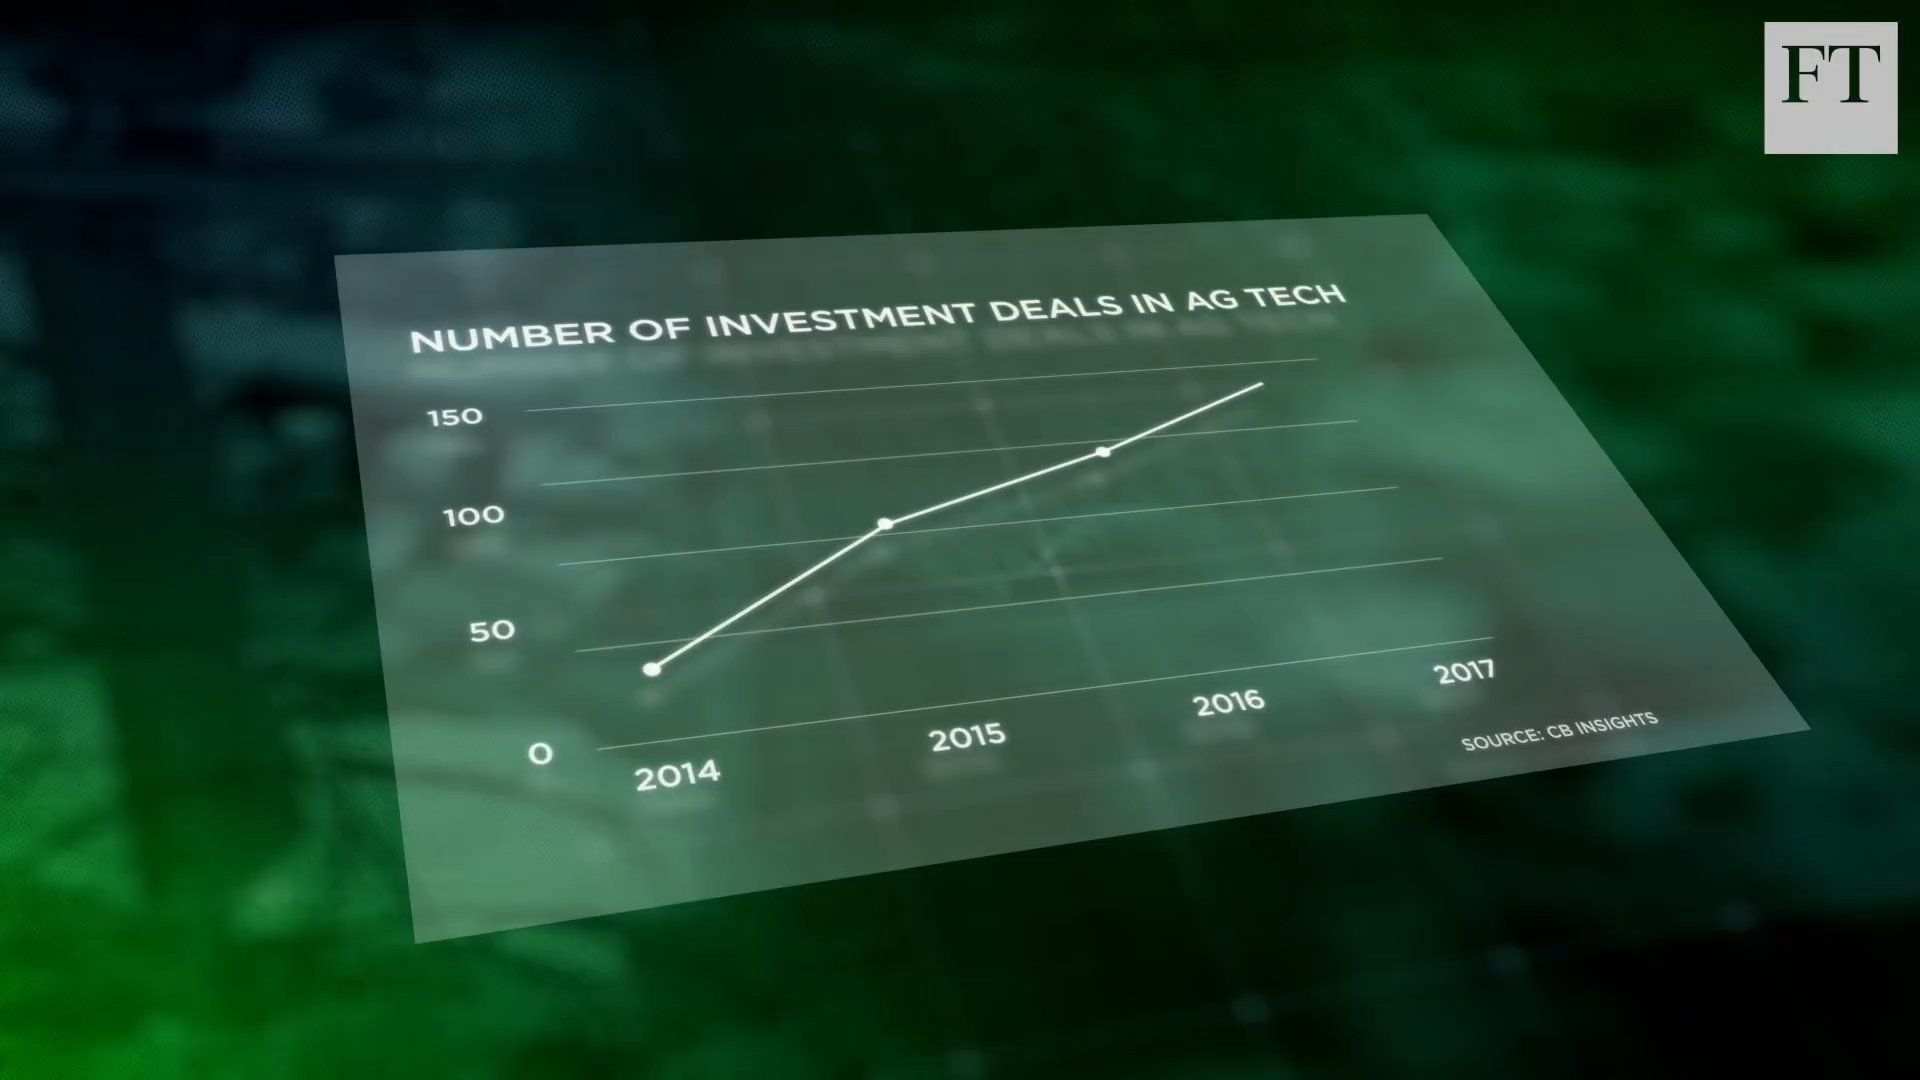 FT
NUMBER OF INVESTMENT DEALS IN AG TECH
150
100
50
0
2014
2015
2016
2017
SOURCE: CB INSIGHTS